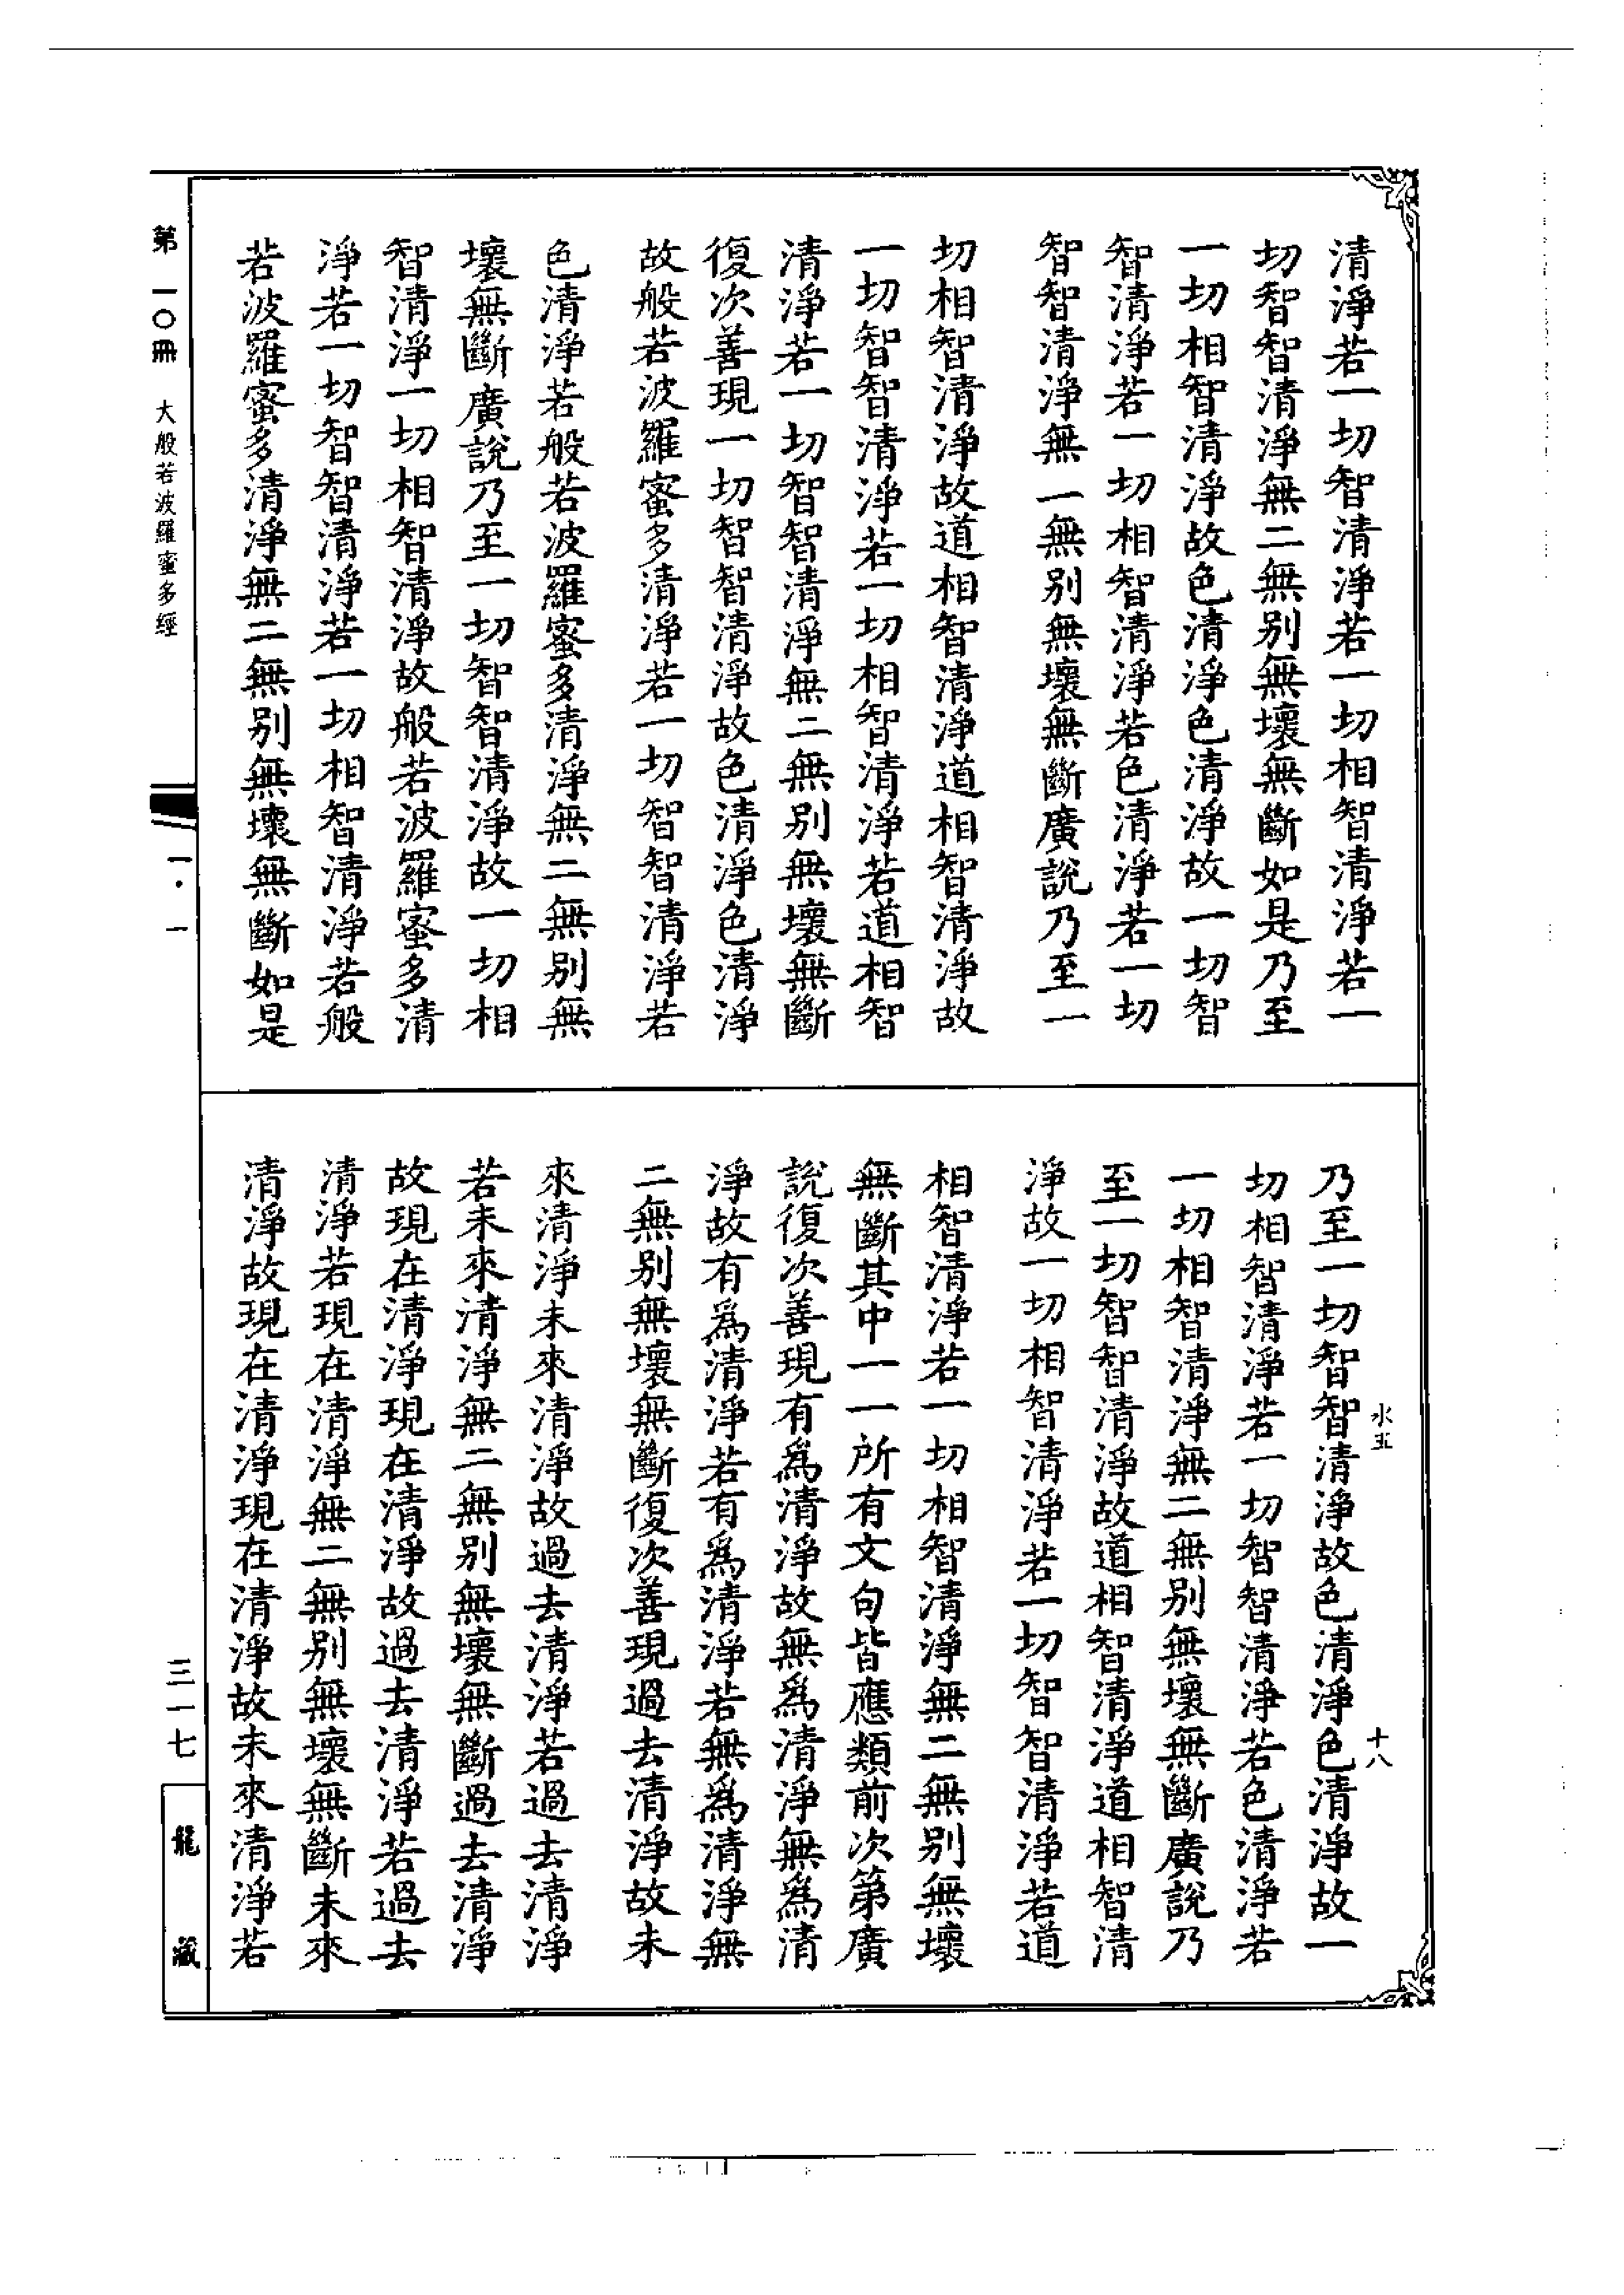 清淨若一切智清淨若一切相智清淨若一
切智智清淨無二無別無壞無斷如是乃至
一切相智清淨故色清淨色清淨故一切智
智清淨若一切相智清淨若色清淨若一切
智智清淨無一無別無壞無斷廣說乃至一
切相智清淨故道相智清淨道相智清淨故
一切智智清淨若一切相智清淨若道相智
清淨若一切智智清淨無二無別無壞無斷
復次善現一切智智清淨故色清淨色清淨
故般若波羅蜜多清淨若一切智智清淨若
色清淨若般若波羅蜜多清淨無二無別無
壞無斷廣說乃至一切智智清淨故一切相
智清淨一切相智清淨故般若波羅蜜多清
淨若一切智智清淨若一切相智清淨若般
若波羅蜜多清淨無二無別無壞無斷如是
乃至一切智智清淨故色清淨色清淨故一
切相智清淨若一切智智清淨若色清淨若
一切相智清淨無二無別無壞無斷廣說乃
至一切智智清淨故道相智清淨道相智清
淨故一切相智清淨若一切智智清淨若道
相智清淨若一切相智清淨無二無別無壞
無斷其中一一所有文句皆應類前次第廣
說復次善現有為清淨故無為清淨無為清
淨故有為清淨若有為清淨若無為清淨無
二無別無壞無斷復次善現過去清淨故未
來清淨未來清淨故過去清淨若過去清淨
若未來清淨無二無別無壞無斷過去清淨
故現在清淨現在清淨故過去清淨若過去
清淨若現在清淨無二無別無壞無斷未來
清淨故現在清淨現在清淨故未來清淨若
水五
十八
第一〇冊
大般若波羅蜜多經
一·一
三一七
龍藏